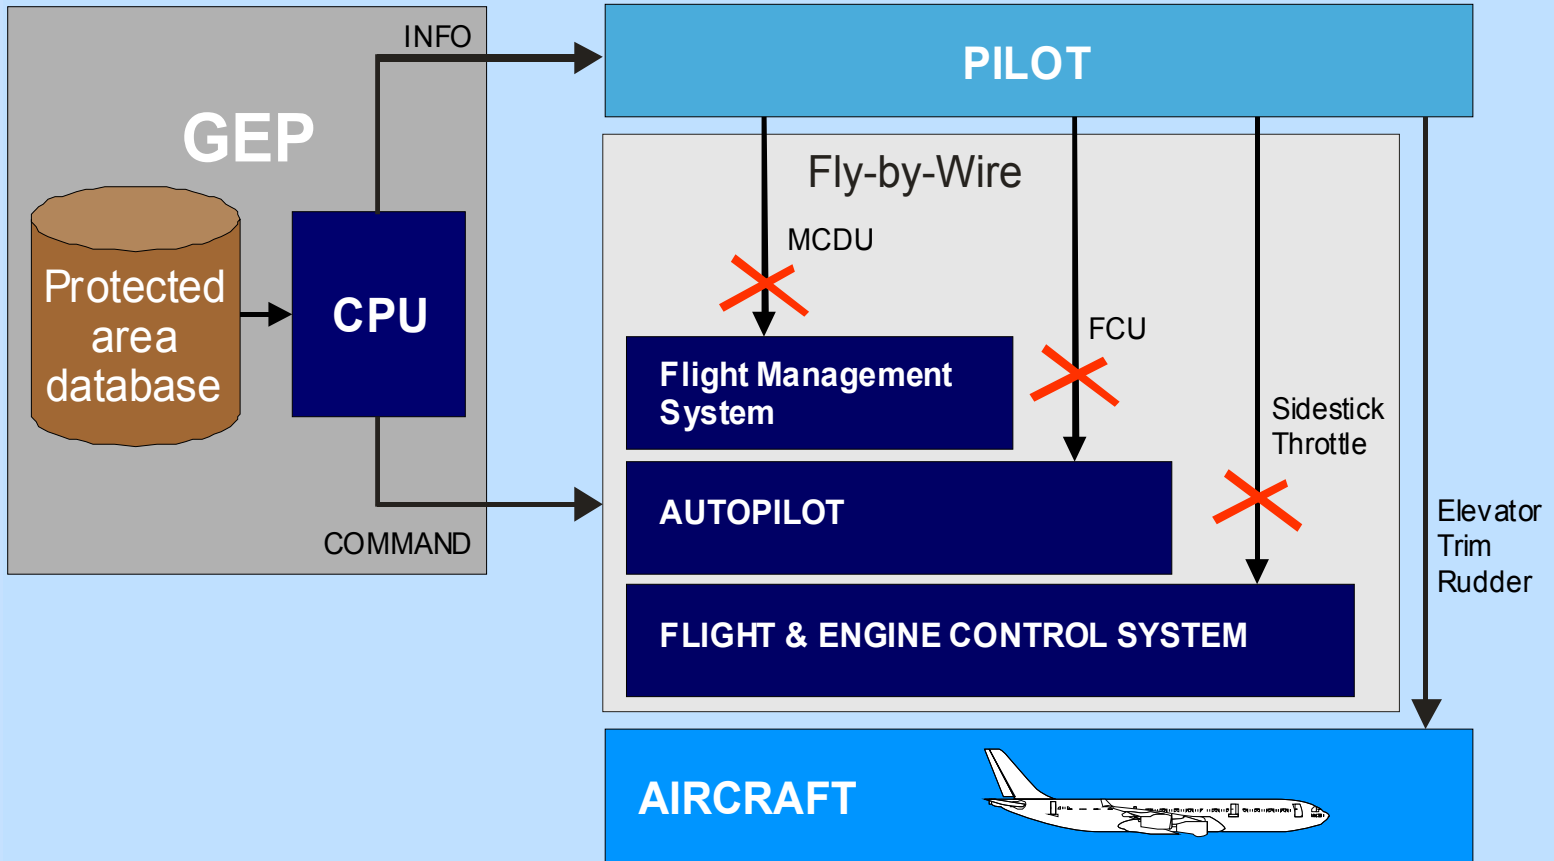 INFO
PILOT
GEP
Fly-by-Wire
MCDU
Protected
area
database
CPU
FCU
Flight Management
System
Sidestick
Throttle
AUTOPILOT
COMMAND
Elevator
Trim
Rudder
FLIGHT & ENGINE CONTROL SYSTEM
AIRCRAFT